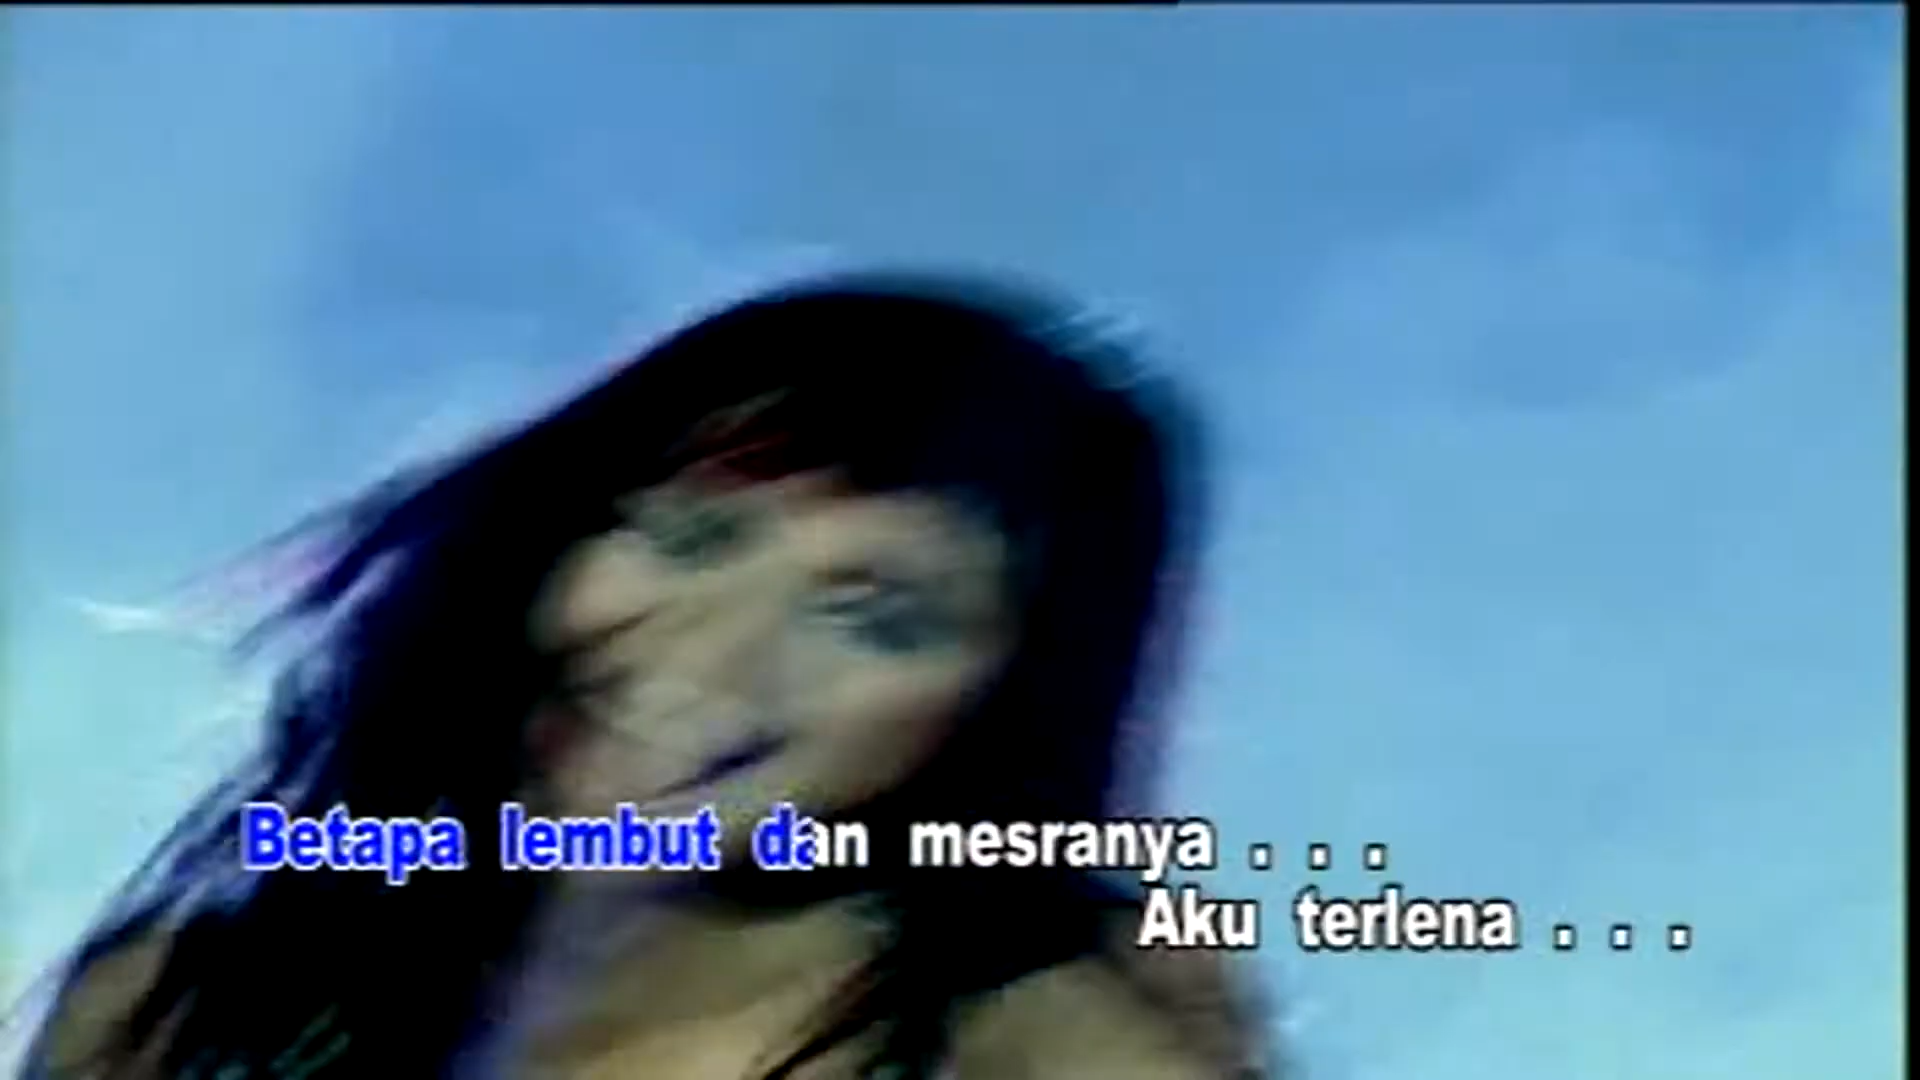 Betapa lembut dan mesranya . . .
Aku terlena . . .